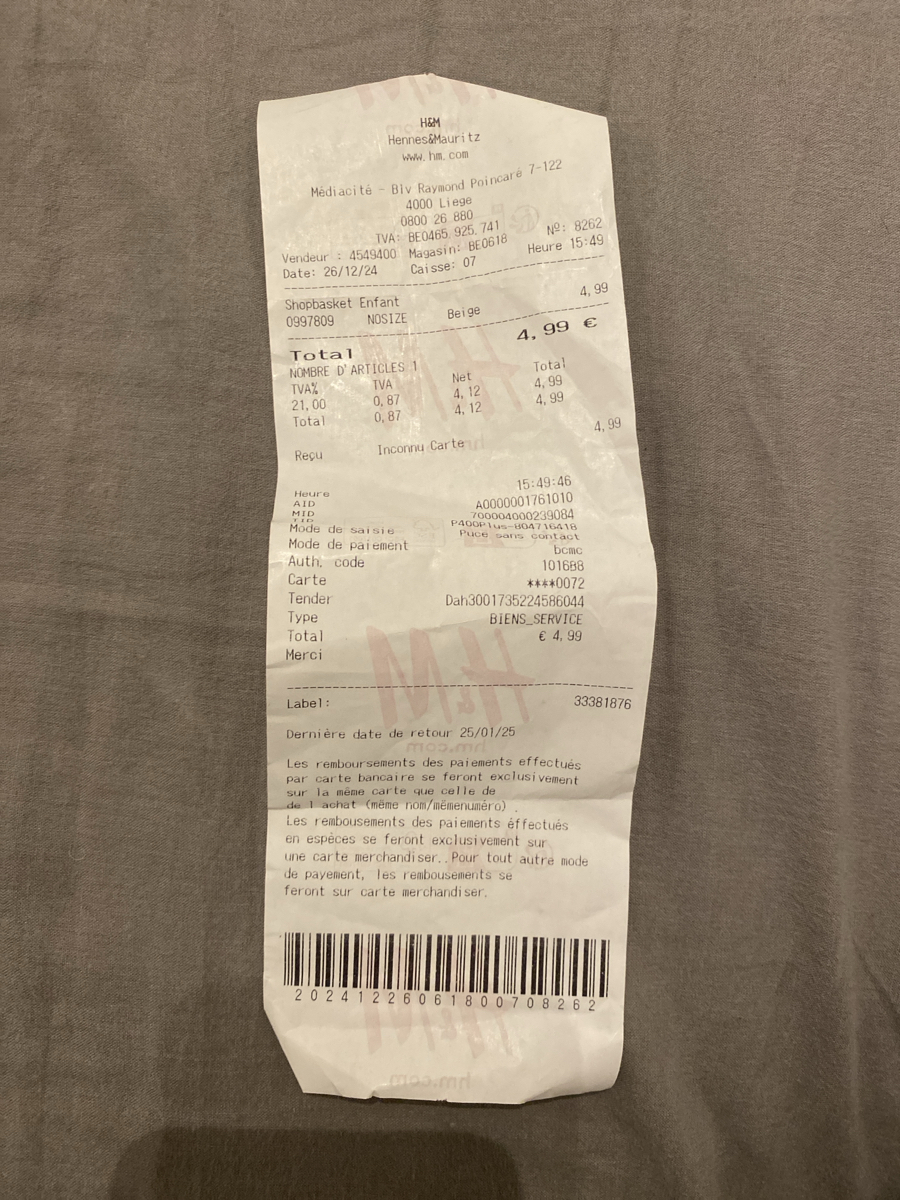 H&M
Hennes&Mauritz
www.hm.com
Médiacité - Blv Raymond Poincaré 7-122
4000 Liege
0800 26 880
TVA: BE0465.925.741
Vendeur : 4549400 Magasin: BE0618 Nº: 8262
Date: 26/12/24 Caisse: 07 Heure 15:49
Shopbasket Enfant 4,99
0997809 NOSIZE Beige
Total 4,99 €
NOMBRE D'ARTICLES 1
TVA% TVA Net Total
21,00 0,87 4,12 4,99
Total 0,87 4,12 4,99
Reçu Inconnu Carte 4,99
Heure 15:49:46
AID A0000001761010
MID 700004000239084
TID P400Plus-804716418
Mode de saisie Puce sans contact
Mode de paiement bcmc
Auth. code 101688
Carte ****0072
Tender Dah3001735224586044
Type BIENS_SERVICE
Total € 4,99
Merci
Label: 33381876
Dernière date de retour 25/01/25
Les remboursements des paiements effectués
par carte bancaire se feront exclusivement
sur la même carte que celle de
de l achat (même nom/mêmenuméro) .
Les rembousements des paiements éffectués
en espèces se feront exclusivement sur
une carte merchandiser.. Pour tout autre mode
de payement, les rembousements se
feront sur carte merchandiser.
20241226061800708262